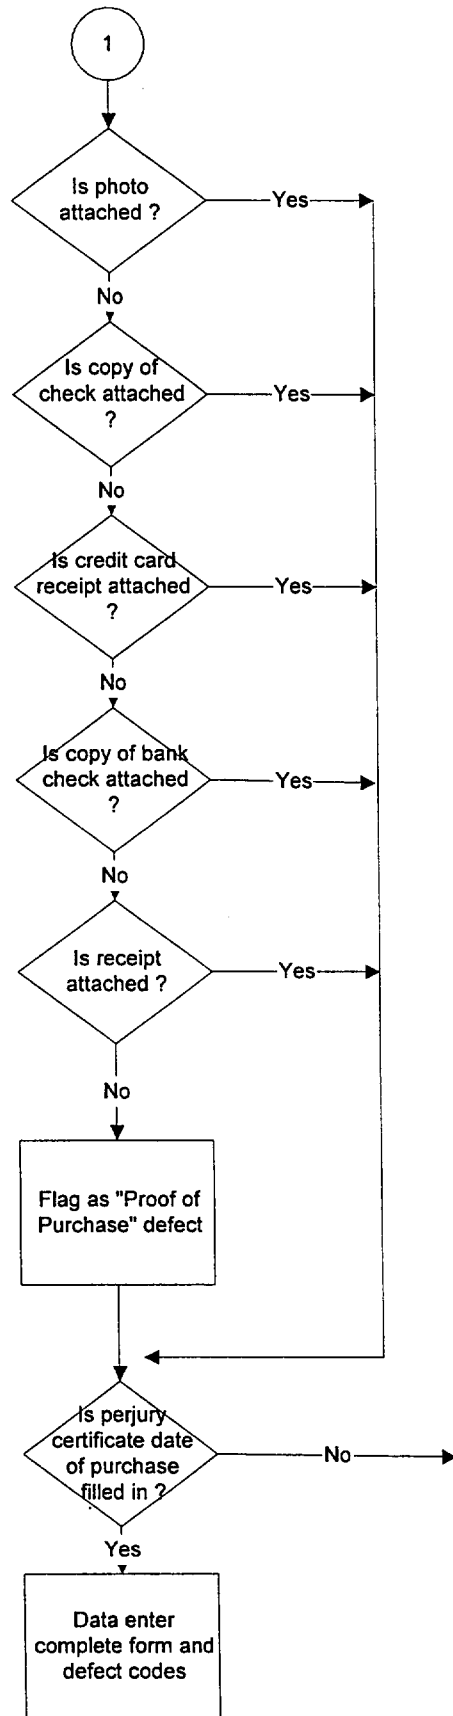 1
Is photo
attached ?
Yes
No
Is copy of
check attached
?
Yes
No
Is credit card
receipt attached
?
Yes
No
Is copy of bank
check attached
?
Yes
No
Is receipt
attached ?
Yes
No
Flag as "Proof of
Purchase" defect
Is perjury
certificate date
of purchase
filled in ?
No
Yes
Data enter
complete form and
defect codes